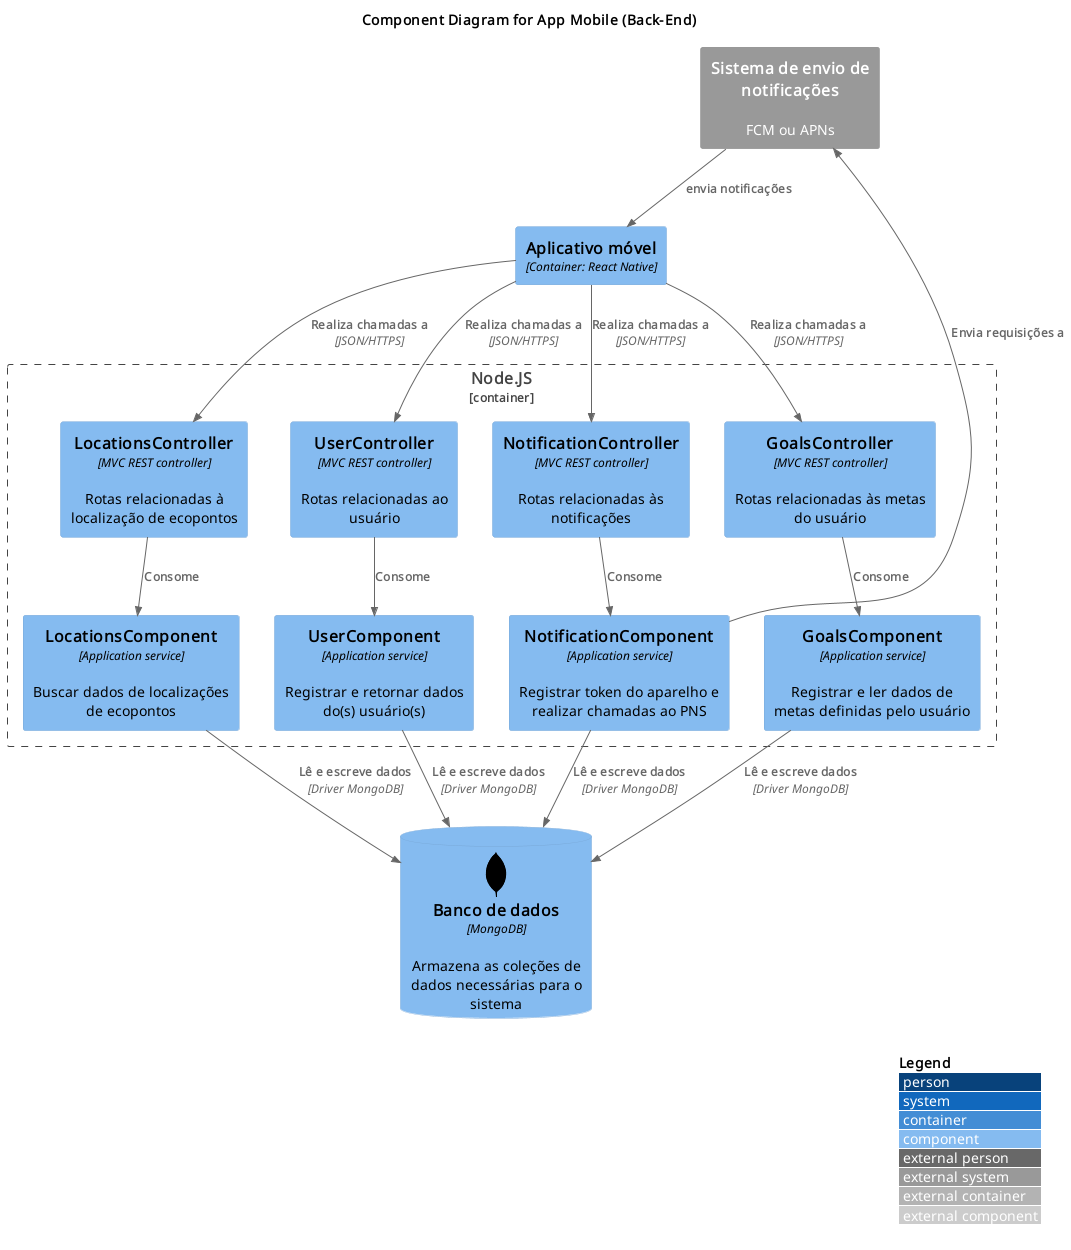 Component Diagram for App Mobile (Back-End)
Sistema de envio de
notificações
FCM ou APNs
envia notificações
Aplicativo móvel
[Container: React Native]
Envia requisições a
Realiza chamadas a
[JSON/HTTPS]
Realiza chamadas a
[JSON/HTTPS]
Realiza chamadas a
[JSON/HTTPS]
Realiza chamadas a
[JSON/HTTPS]
Node.JS
[container]
LocationsController
[MVC REST controller]
Rotas relacionadas à
localização de ecopontos
UserController
[MVC REST controller]
Rotas relacionadas ao
usuário
NotificationController
[MVC REST controller]
Rotas relacionadas às
notificações
GoalsController
[MVC REST controller]
Rotas relacionadas às metas
do usuário
Consome
Consome
Consome
Consome
LocationsComponent
[Application service]
Buscar dados de localizações
de ecopontos
UserComponent
[Application service]
Registrar e retornar dados
do(s) usuário(s)
NotificationComponent
[Application service]
Registrar token do aparelho e
realizar chamadas ao PNS
GoalsComponent
[Application service]
Registrar e ler dados de
metas definidas pelo usuário
Lê e escreve dados
[Driver MongoDB]
Lê e escreve dados
[Driver MongoDB]
Lê e escreve dados
[Driver MongoDB]
Lê e escreve dados
[Driver MongoDB]
Banco de dados
[MongoDB]
Armazena as coleções de
dados necessárias para o
sistema
Legend
person
system
container
component
external person
external system
external container
external component